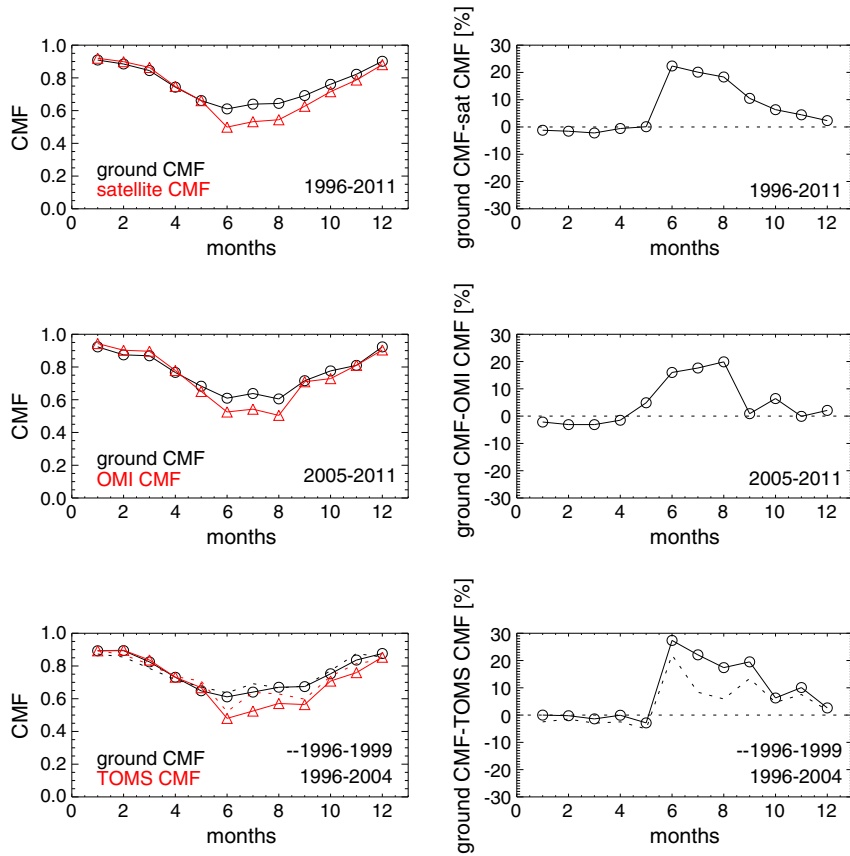 CMF
1.0
0.8
0.6
0.4
0.2
0.0
ground CMF
satellite CMF
1996-2011
0 2 4 6 8 10 12
months
ground CMF-sat CMF [%]
30
20
10
0
-10
-20
-30
1996-2011
0 2 4 6 8 10 12
months
CMF
1.0
0.8
0.6
0.4
0.2
0.0
ground CMF
OMI CMF
2005-2011
0 2 4 6 8 10 12
months
ground CMF-OMI CMF [%]
30
20
10
0
-10
-20
-30
2005-2011
0 2 4 6 8 10 12
months
CMF
1.0
0.8
0.6
0.4
0.2
0.0
ground CMF
TOMS CMF
--1996-1999
1996-2004
0 2 4 6 8 10 12
months
ground CMF-TOMS CMF [%]
30
20
10
0
-10
-20
-30
--1996-1999
1996-2004
0 2 4 6 8 10 12
months